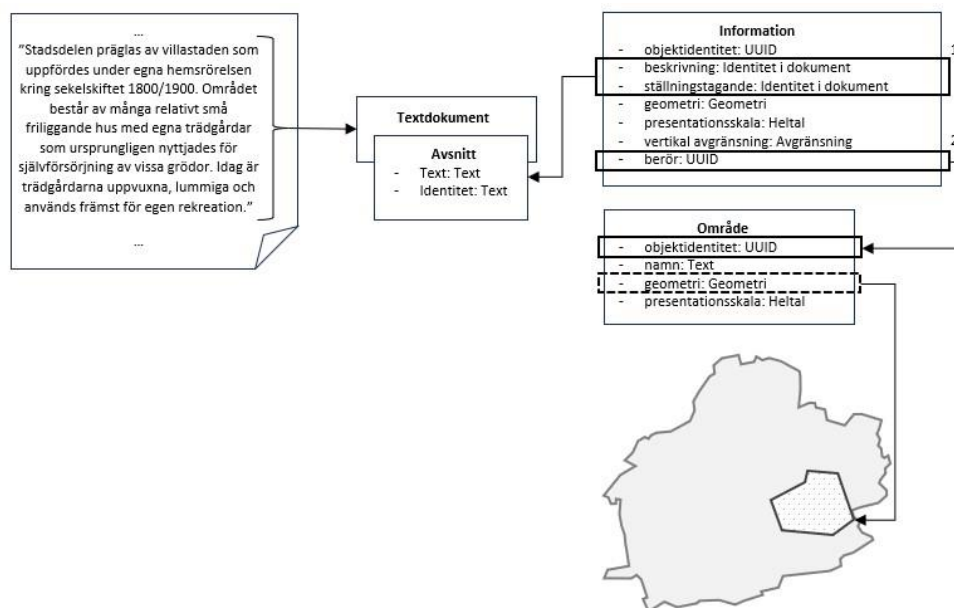 ...
”Stadsdelen präglas av villastaden som
uppfördes under egna hemsrörelsen
kring sekelskiftet 1800/1900. Området
består av många relativt små
friliggande hus med egna trädgårdar
som ursprungligen nyttjades för
självförsörjning av vissa grödor. Idag är
trädgårdarna uppvuxna, lummiga och
används främst för egen rekreation.”
...
Textdokument
Avsnitt
- Text: Text
- Identitet: Text
Information
- objektidentitet: UUID
1
- beskrivning: Identitet i dokument
- ställningstagande: Identitet i dokument
- geometri: Geometri
- presentationsskala: Heltal
- vertikal avgränsning: Avgränsning
2
- berör: UUID
Område
- objektidentitet: UUID
- namn: Text
- geometri: Geometri
- presentationsskala: Heltal